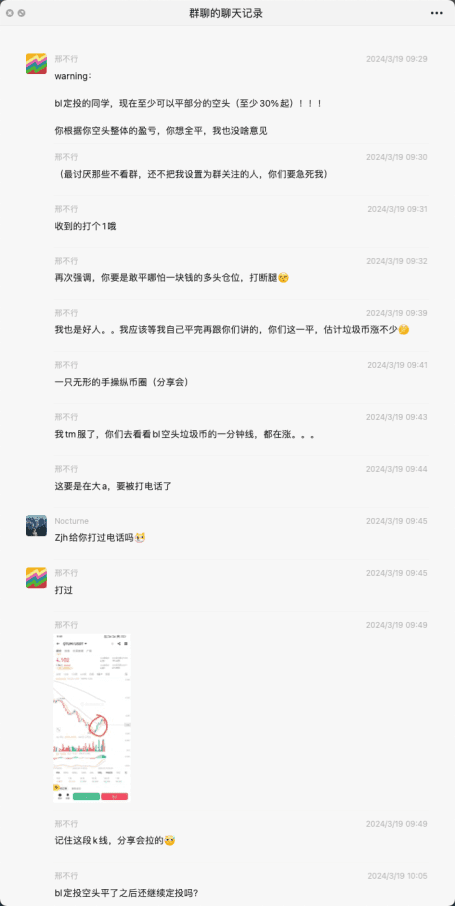 群聊的聊天记录
那不行
2024/3/19 09:29
warning：
bl定投的同学，现在至少可以平部分的空头（至少30%起）！！！
你根据你空头整体的盈亏，你想全平，我也没啥意见
那不行
2024/3/19 09:30
（最讨厌那些不看群，还不把我设置为群关注的人，你们要急死我）
那不行
2024/3/19 09:31
收到的打个1哦
那不行
2024/3/19 09:32
再次强调，你要是敢平哪怕一块钱的多头仓位，打断腿
那不行
2024/3/19 09:39
我也是好人。。我应该等我自己平完再跟你们讲的，你们这一平，估计垃圾币涨不少
那不行
2024/3/19 09:41
一只无形的手操纵币圈（分享会）
那不行
2024/3/19 09:43
我tm服了，你们去看看bl空头垃圾币的一分钟线，都在涨。。。
那不行
2024/3/19 09:44
这要是在大a，要被打电话了
Nocturne
2024/3/19 09:45
Zjh给你打过电话吗
那不行
2024/3/19 09:45
打过
那不行
2024/3/19 09:49
那不行
2024/3/19 09:49
记住这段k线，分享会拉的
那不行
2024/3/19 10:05
bl定投空头平了之后还继续定投吗？